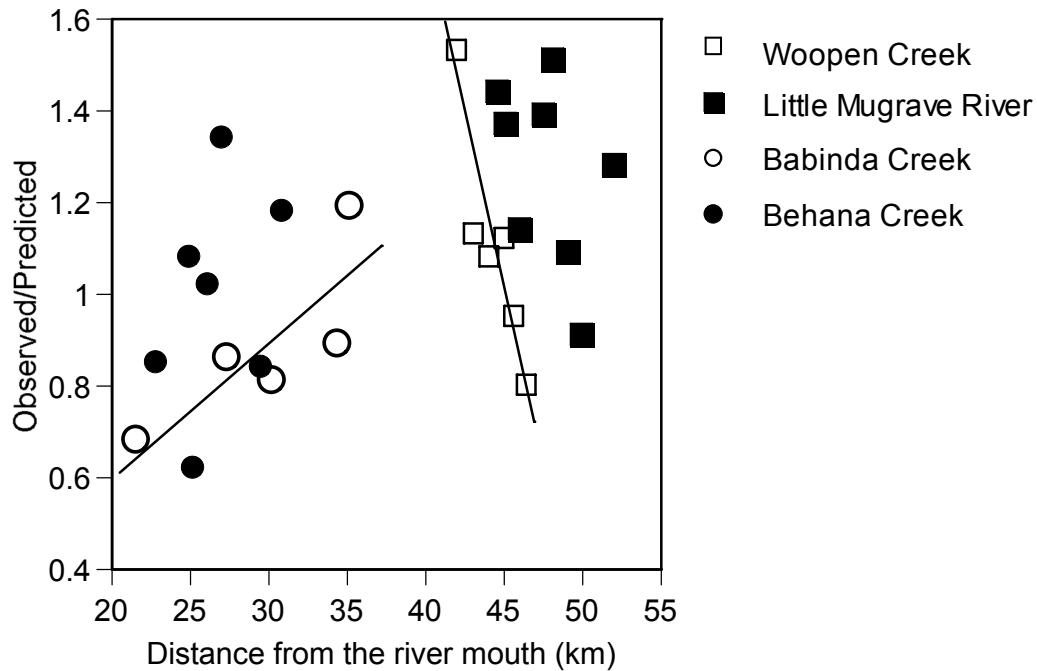 1.6
1.4
1.2
1
0.8
0.6
0.4
Observed/Predicted
20 25 30 35 40 45 50 55
Distance from the river mouth (km)
Woopen Creek
Little Mugrave River
Babinda Creek
Behana Creek